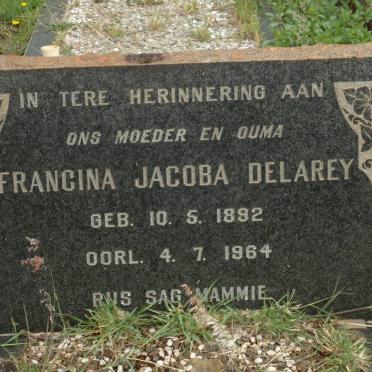 IN TERE HERINNERING AAN
ONS MOEDER EN OUMA
FRANCINA JACOBA DELAREY
GEB. 10. 5. 1892
OORL. 4. 7. 1964
RUS SAG MAMMIE